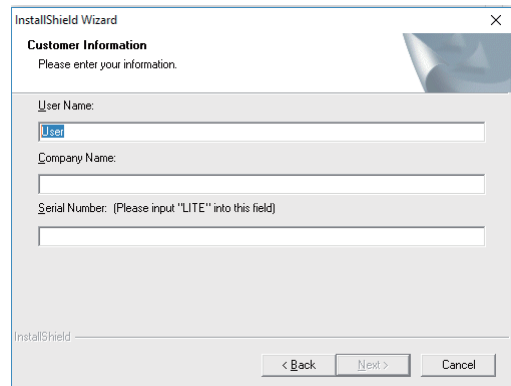 InstallShield Wizard
Customer Information
Please enter your information.
User Name:
User
Company Name:
Serial Number: (Please input "LITE" into this field)
InstallShield
< Back Next > Cancel